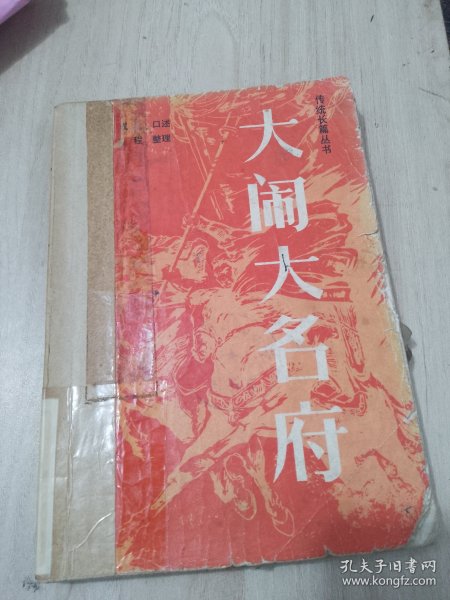 传统长篇丛书
大闹大名府
口述
程 整理
孔夫子旧书网
www.kongfz.com